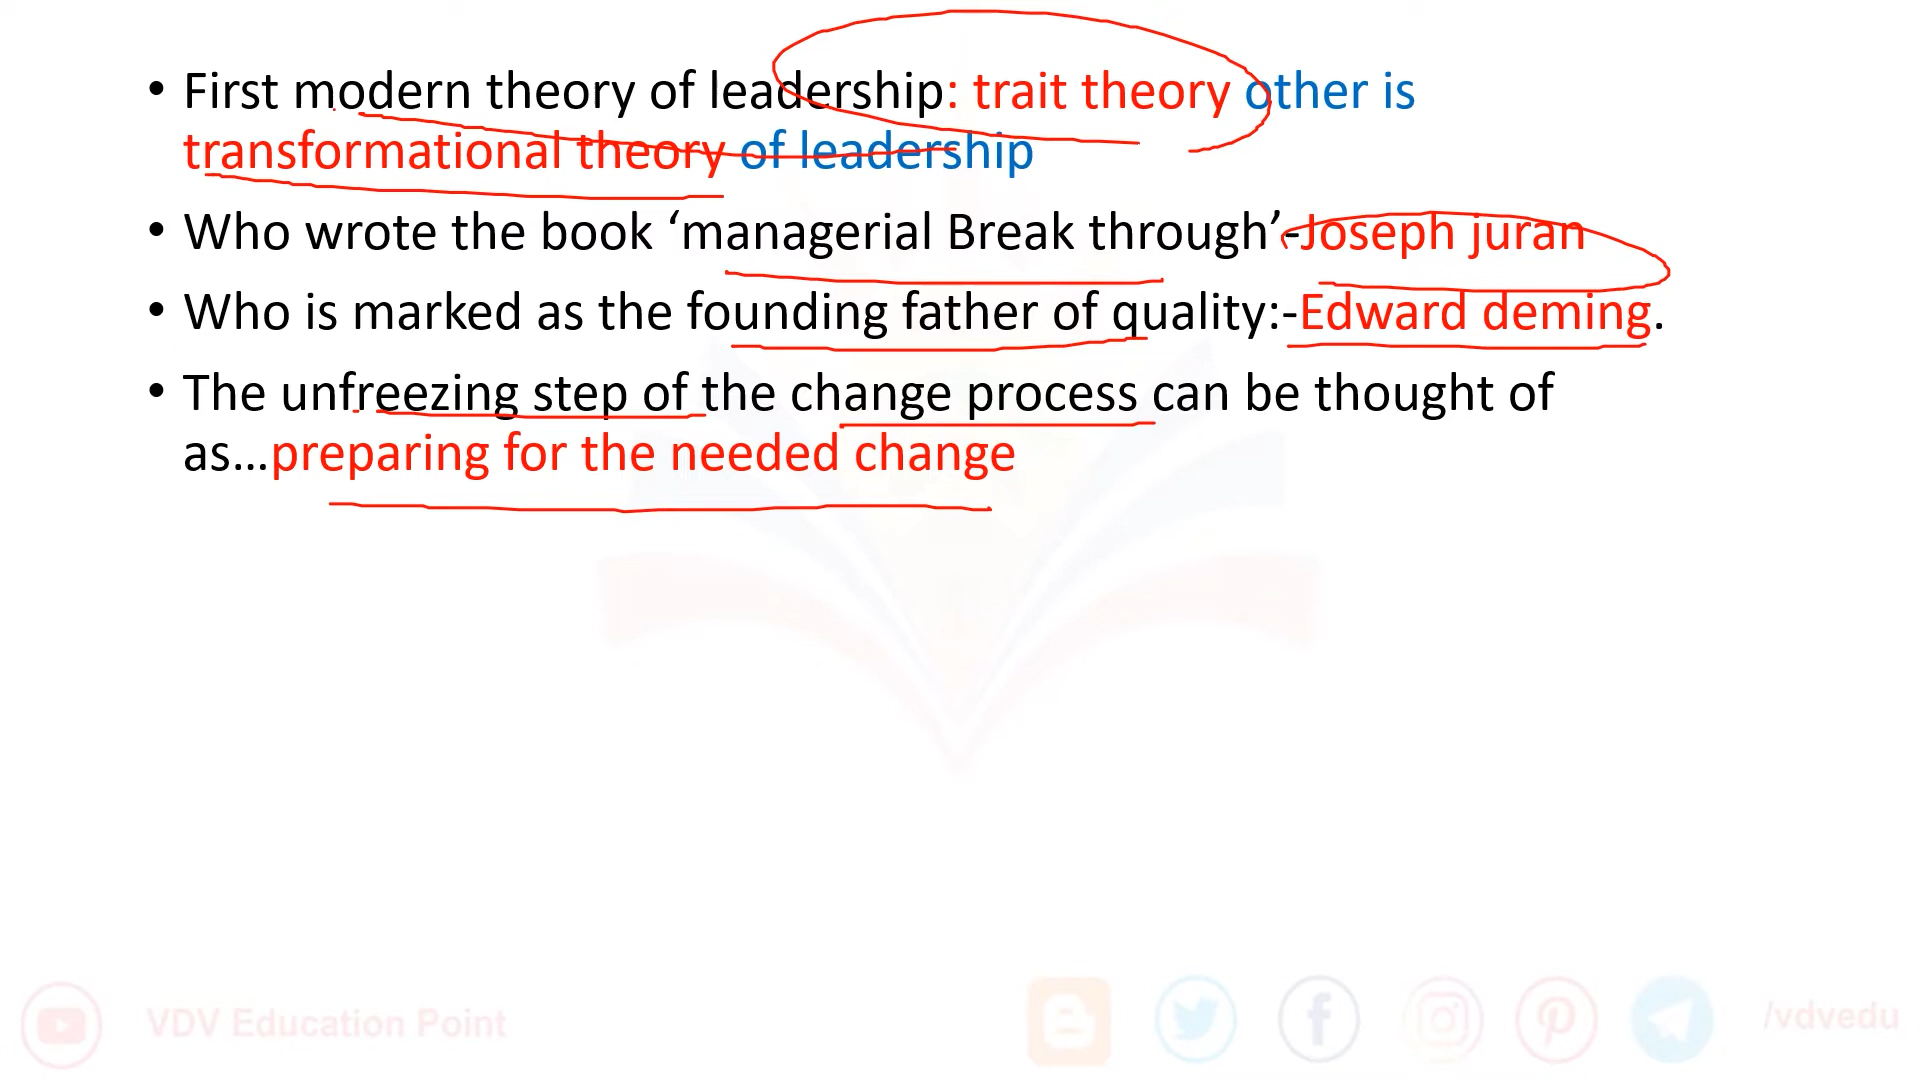 • First modern theory of leadership: trait theory other is
transformational theory of leadership
• Who wrote the book ‘managerial Break through’-Joseph juran
• Who is marked as the founding father of quality:-Edward deming.
• The unfreezing step of the change process can be thought of
as…preparing for the needed change
VDV Education Point
/vdvedu